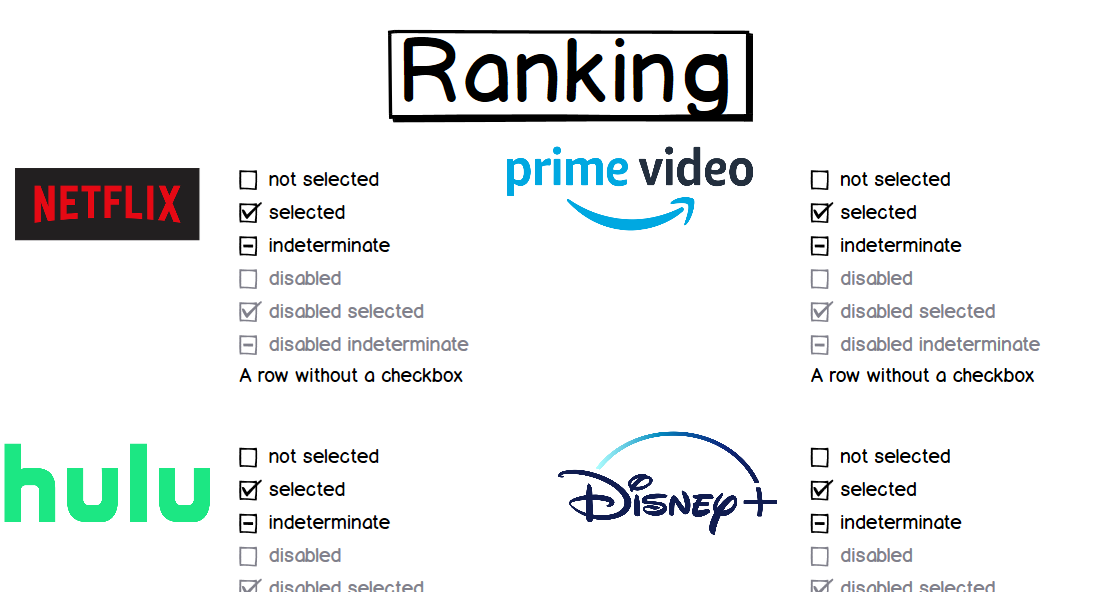 Ranking
NETFLIX
not selected
selected
indeterminate
disabled
disabled selected
disabled indeterminate
A row without a checkbox
prime video
not selected
selected
indeterminate
disabled
disabled selected
disabled indeterminate
A row without a checkbox
hulu
not selected
selected
indeterminate
disabled
disabled selected
Disney+
not selected
selected
indeterminate
disabled
disabled selected